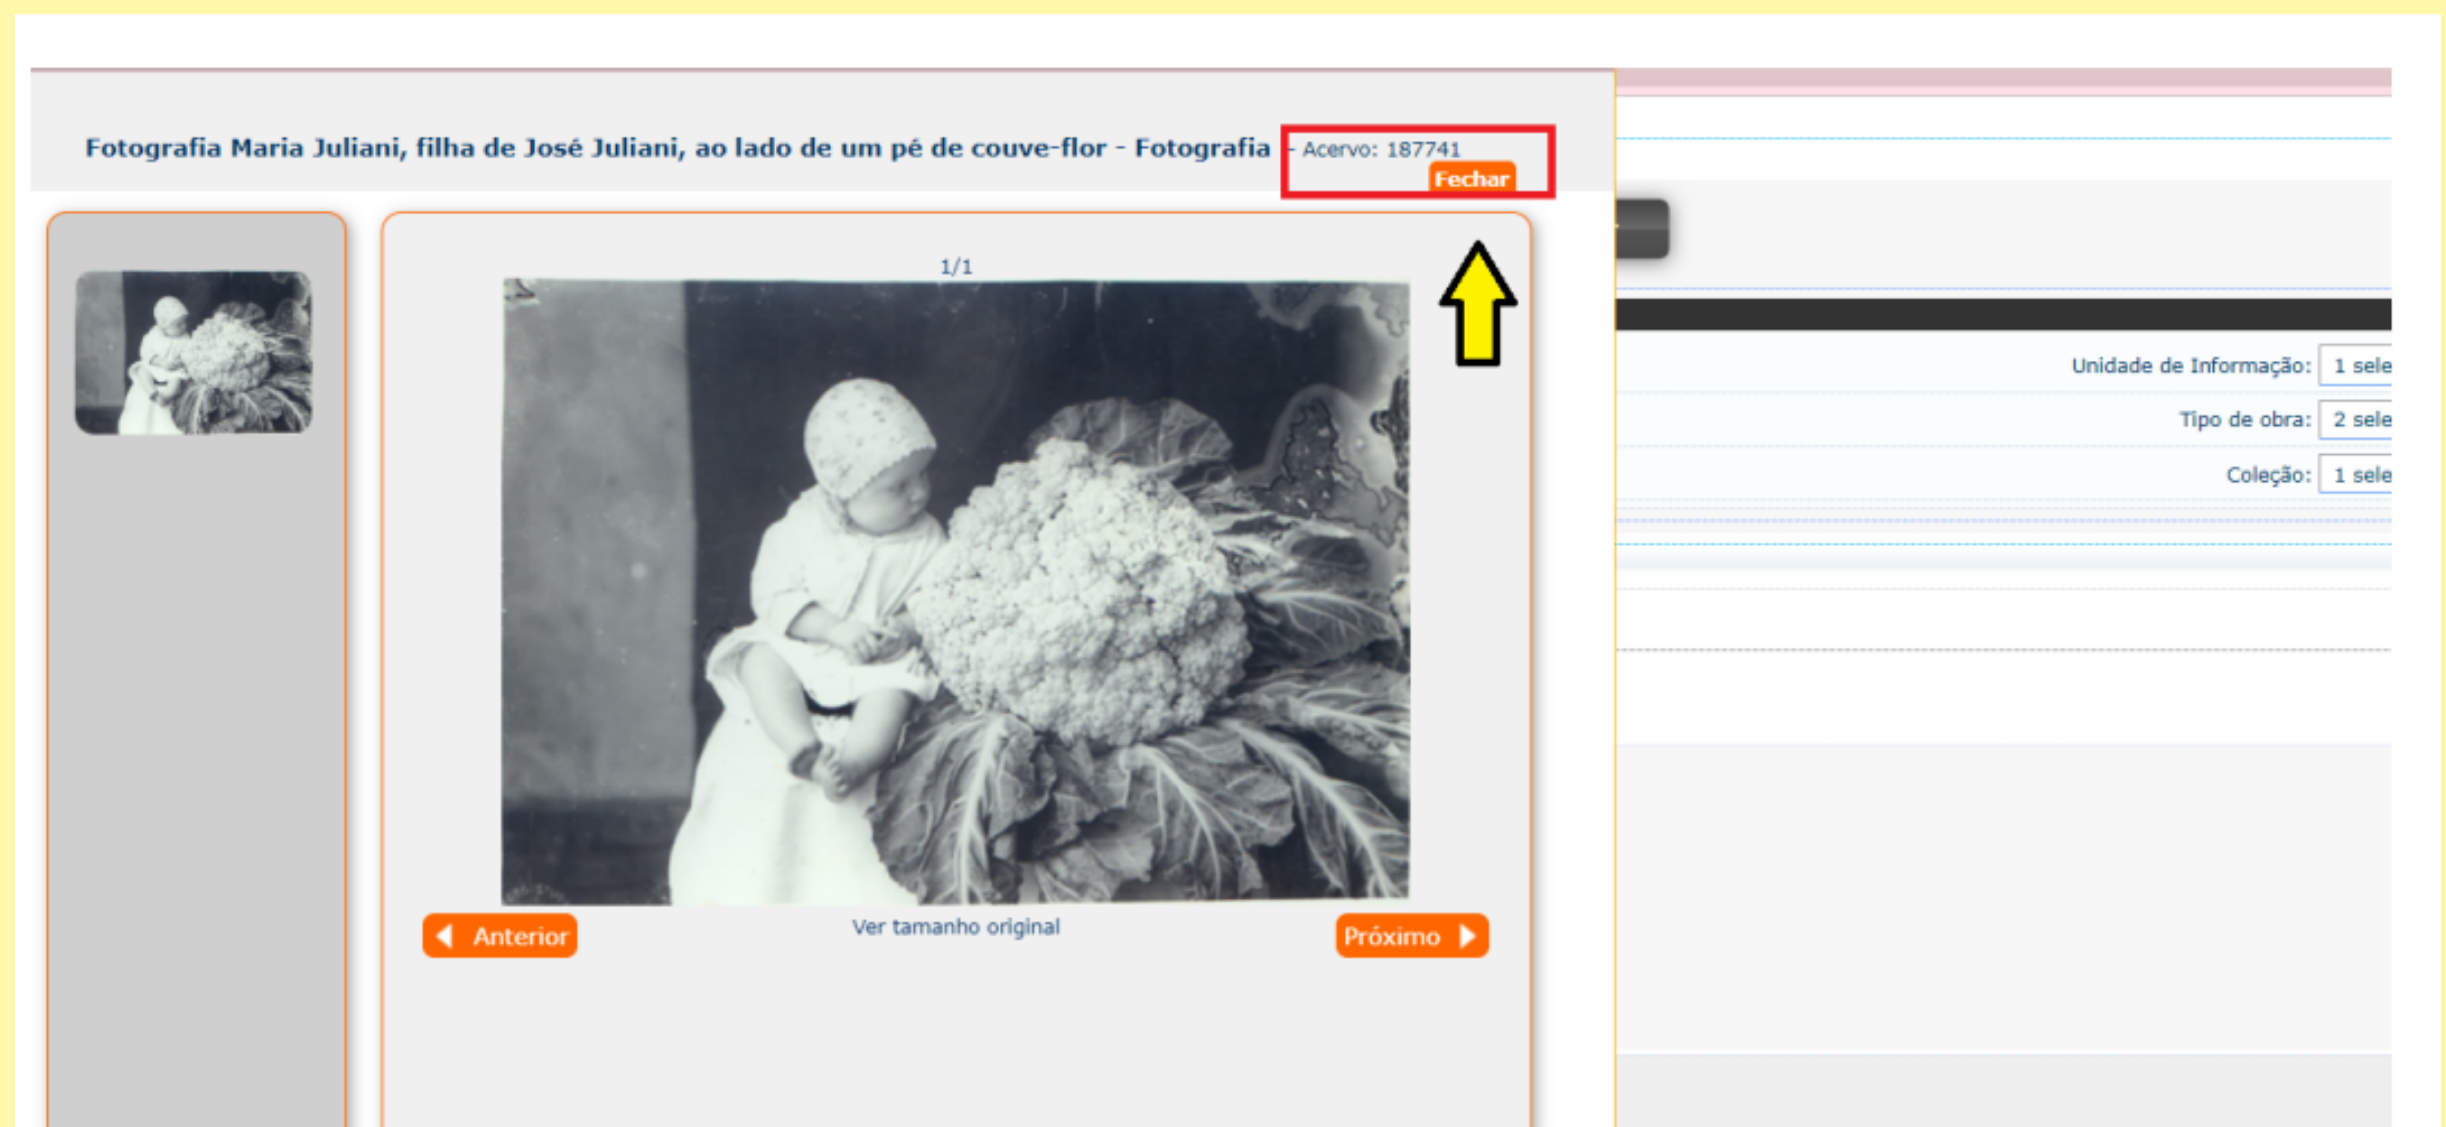 Fotografia Maria Juliani, filha de José Juliani, ao lado de um pé de couve-flor - Fotografia - Acervo: 187741
Fechar
1/1
Unidade de Informação: 1 sele
Tipo de obra: 2 sele
Coleção: 1 sele
Anterior
Ver tamanho original
Próximo